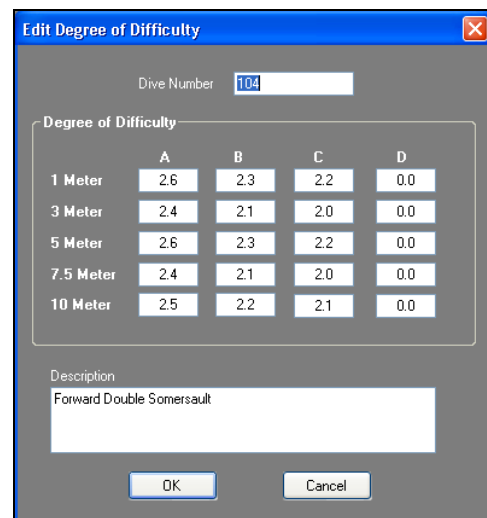 Edit Degree of Difficulty
Dive Number 104
Degree of Difficulty
A B C D
1 Meter 2.6 2.3 2.2 0.0
3 Meter 2.4 2.1 2.0 0.0
5 Meter 2.6 2.3 2.2 0.0
7.5 Meter 2.4 2.1 2.0 0.0
10 Meter 2.5 2.2 2.1 0.0
Description
Forward Double Somersault
OK Cancel